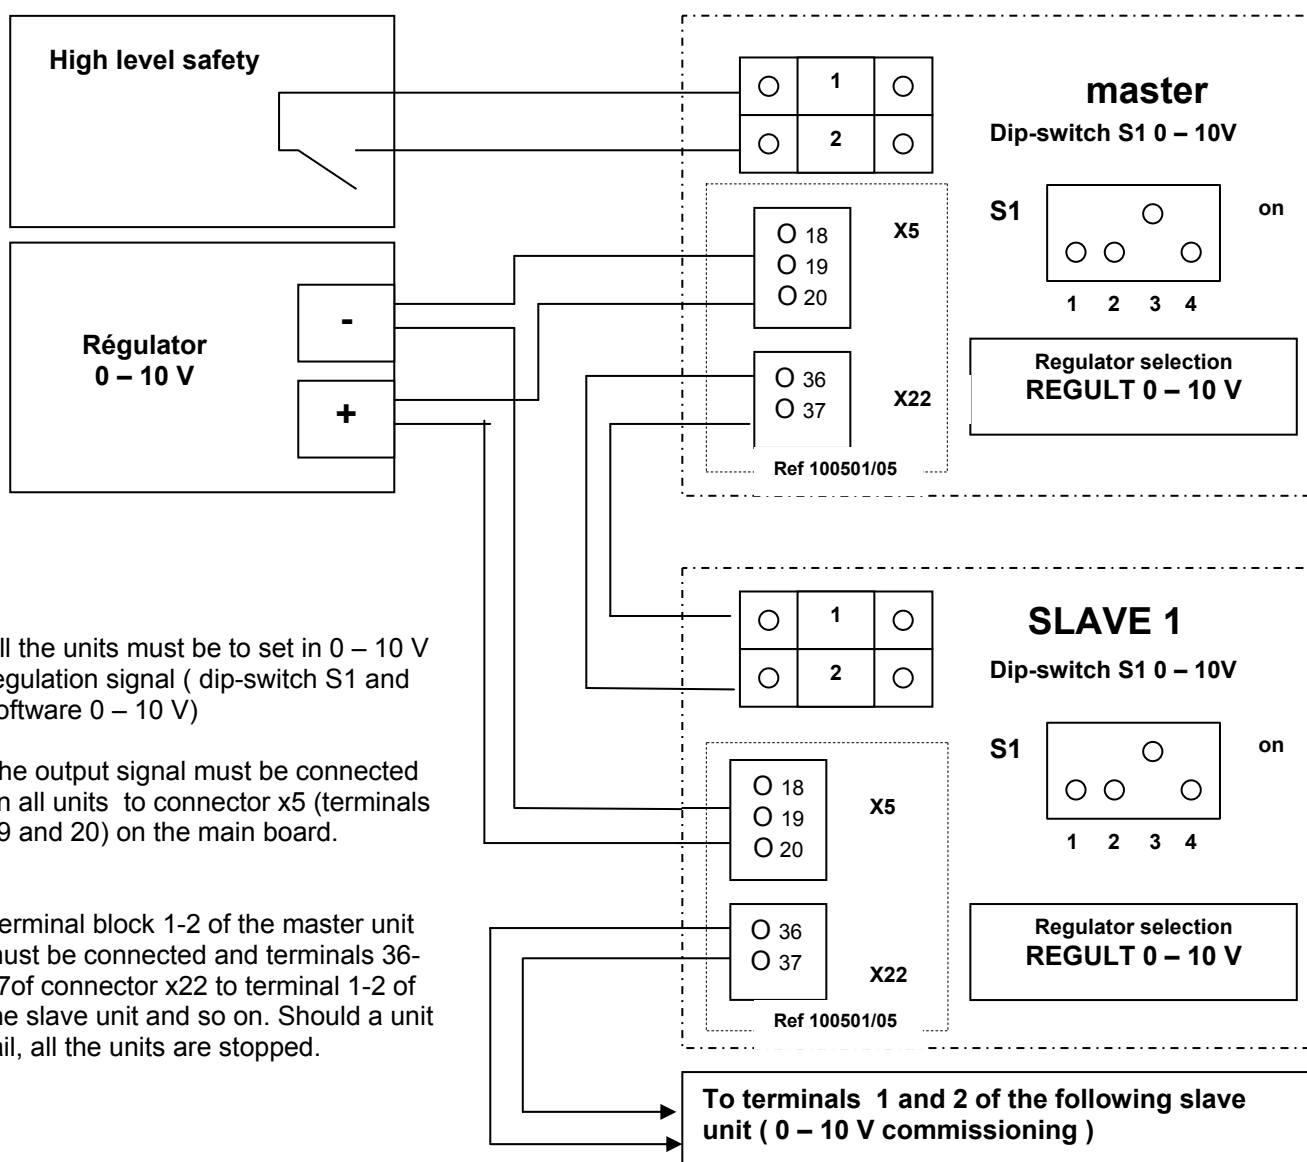 High level safety
1
2
master
Dip-switch S1 0 – 10V
S1
on
1 2 3 4
O 18
O 19
O 20
X5
Régulator
0 – 10 V
-
+
O 36
O 37
X22
Ref 100501/05
Regulator selection
REGULT 0 – 10 V
ll the units must be to set in 0 – 10 V
egulation signal ( dip-switch S1 and
oftware 0 – 10 V)
he output signal must be connected
n all units to connector x5 (terminals
9 and 20) on the main board.
erminal block 1-2 of the master unit
ust be connected and terminals 36-
7of connector x22 to terminal 1-2 of
he slave unit and so on. Should a unit
ail, all the units are stopped.
1
2
SLAVE 1
Dip-switch S1 0 – 10V
S1
on
1 2 3 4
O 18
O 19
O 20
X5
O 36
O 37
X22
Ref 100501/05
Regulator selection
REGULT 0 – 10 V
To terminals 1 and 2 of the following slave
unit ( 0 – 10 V commissioning )